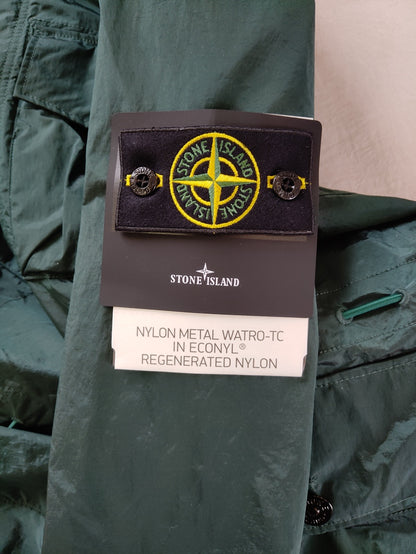 STONE ISLAND
STONE ISLAND
STONE ISLAND
NYLON METAL WATRO-TC
IN ECONYL®
REGENERATED NYLON